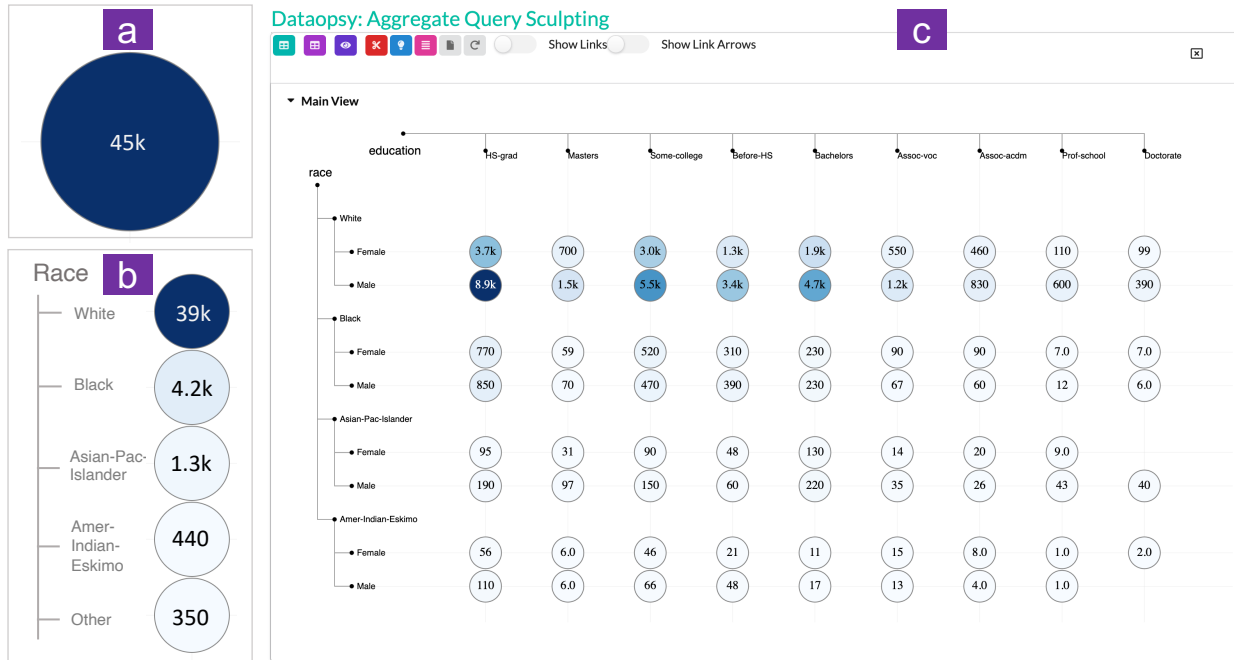 a
45k
Race
b
White
39k
Black
4.2k
Asian-Pac-
Islander
1.3k
Amer-
Indian-
Eskimo
440
Other
350
Dataopsy: Aggregate Query Sculpting
c
Show Links
Show Link Arrows
Main View
education
HS-grad
Masters
Some-college
Before-HS
Bachelors
Assoc-voc
Assoc-acdm
Prof-school
Doctorate
race
White
Female 3.7k 700 3.0k 1.3k 1.9k 550 460 110 99
Male 8.9k 1.5k 5.5k 3.4k 4.7k 1.2k 830 600 390
Black
Female 770 59 520 310 230 90 90 7.0 7.0
Male 850 70 470 390 230 67 60 12 6.0
Asian-Pac-Islander
Female 95 31 90 48 130 14 20 9.0
Male 190 97 150 60 220 35 26 43 40
Amer-Indian-Eskimo
Female 56 6.0 46 21 11 15 8.0 1.0 2.0
Male 110 6.0 66 48 17 13 4.0 1.0